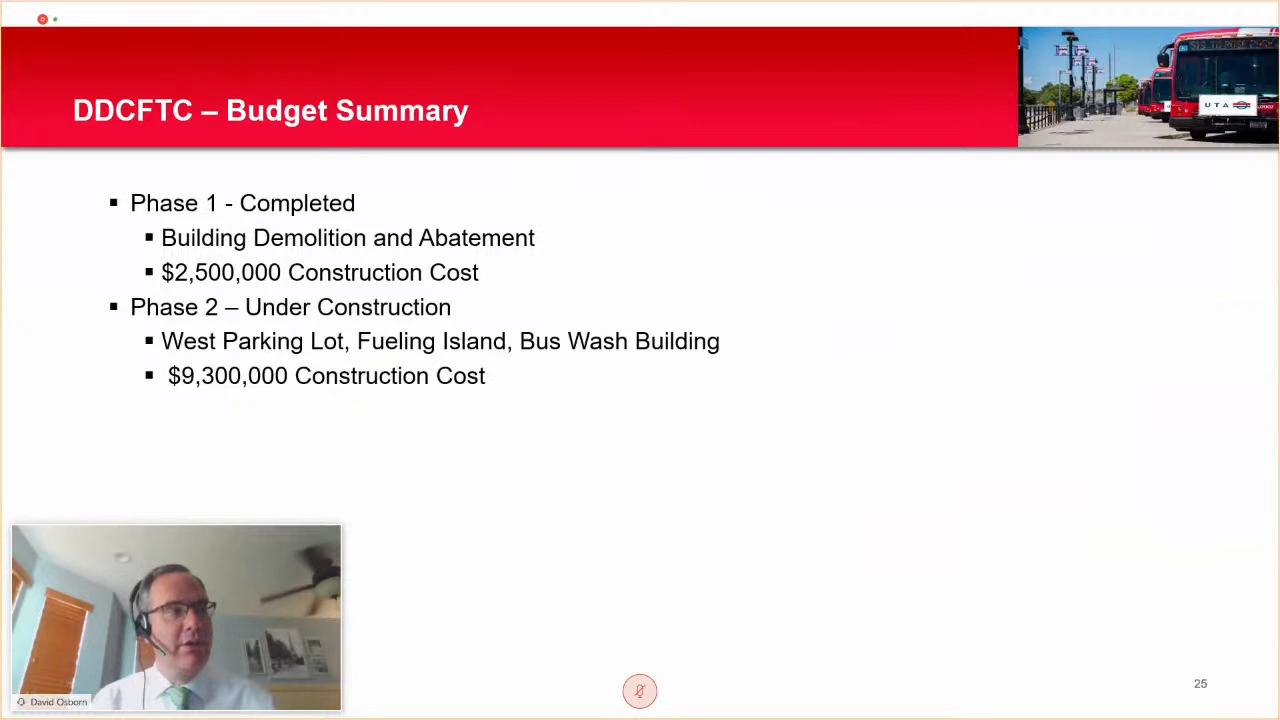 DDCFTC – Budget Summary
UTA
Phase 1 - Completed
Building Demolition and Abatement
$2,500,000 Construction Cost
Phase 2 – Under Construction
West Parking Lot, Fueling Island, Bus Wash Building
$9,300,000 Construction Cost
David Osborn
25